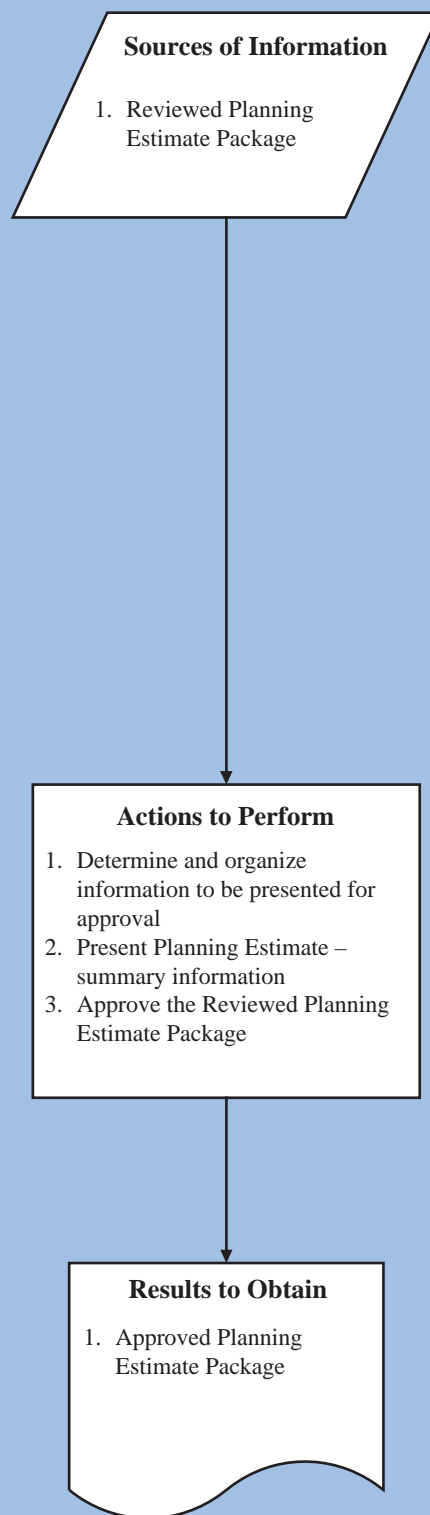 Sources of Information
1. Reviewed Planning
Estimate Package
Actions to Perform
1. Determine and organize
information to be presented for
approval
2. Present Planning Estimate –
summary information
3. Approve the Reviewed Planning
Estimate Package
Results to Obtain
1. Approved Planning
Estimate Package